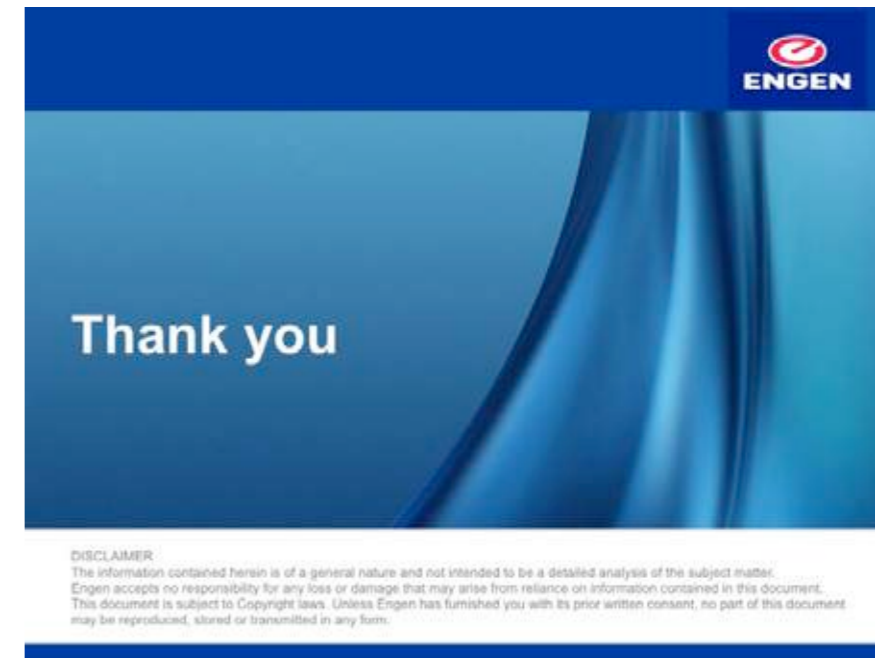 ENGEN
Thank you
DISCLAIMER
The information contained herein is of a general nature and not intended to be a detailed analysis of the subject matter.
Engen accepts no responsibility for any loss or damage that may arise from reliance on information contained in this document.
This document is subject to Copyright laws. Unless Engen has furnished you with its prior written consent, no part of this document
may be reproduced, stored or transmitted in any form.